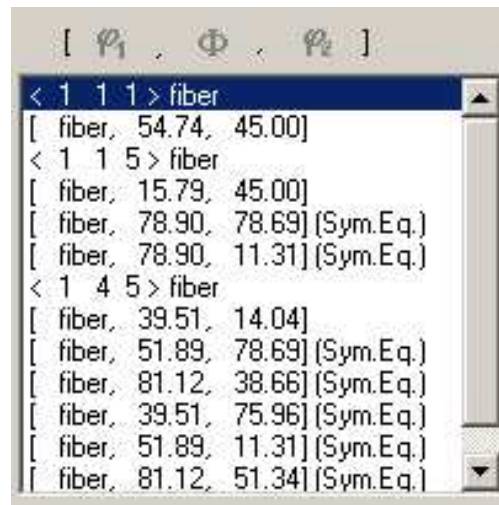 [ φ1 , Φ , φ2 ]
< 1 1 1 > fiber
[ fiber, 54.74, 45.00]
< 1 1 5 > fiber
[ fiber, 15.79, 45.00]
[ fiber, 78.90, 78.69] (Sym.Eq.)
[ fiber, 78.90, 11.31] (Sym.Eq.)
< 1 4 5 > fiber
[ fiber, 39.51, 14.04]
[ fiber, 51.89, 78.69] (Sym.Eq.)
[ fiber, 81.12, 38.66] (Sym.Eq.)
[ fiber, 39.51, 75.96] (Sym.Eq.)
[ fiber, 51.89, 11.31] (Sym.Eq.)
[ fiber, 81.12, 51.34] (Sym.Eq.)